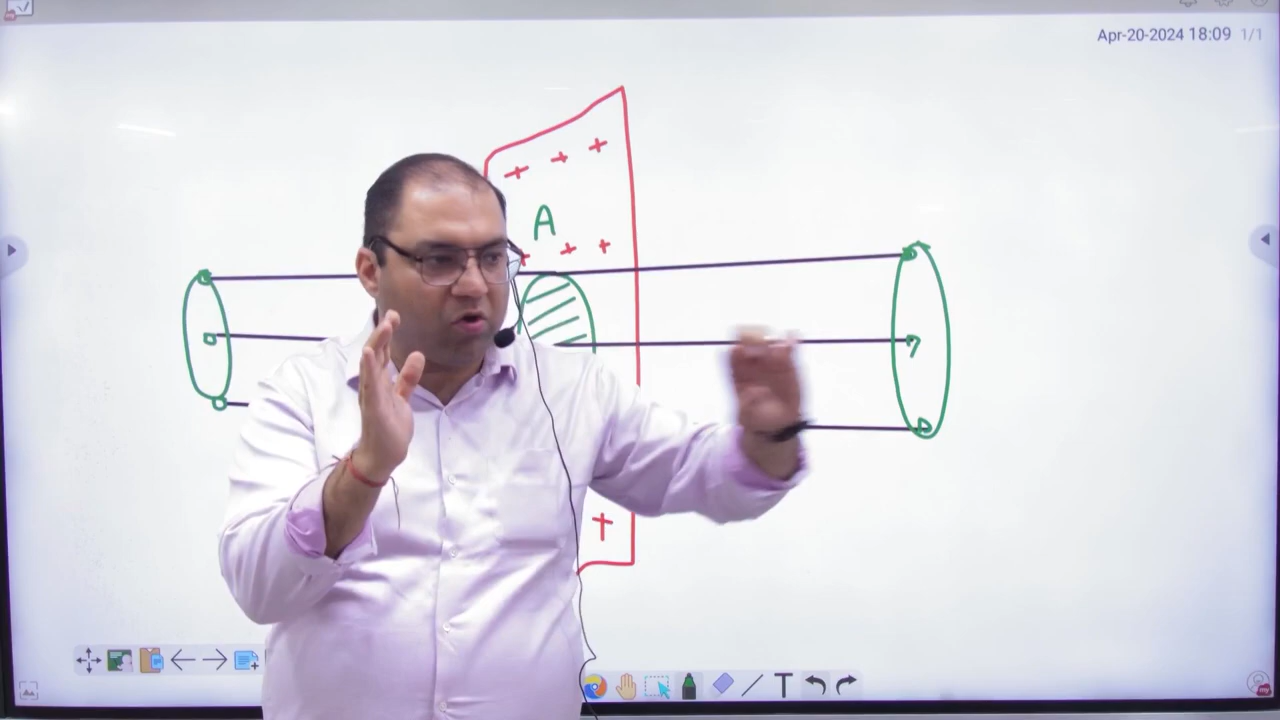 Apr-20-2024 18:09 1/1
+ + +
A
+ + +
+
T